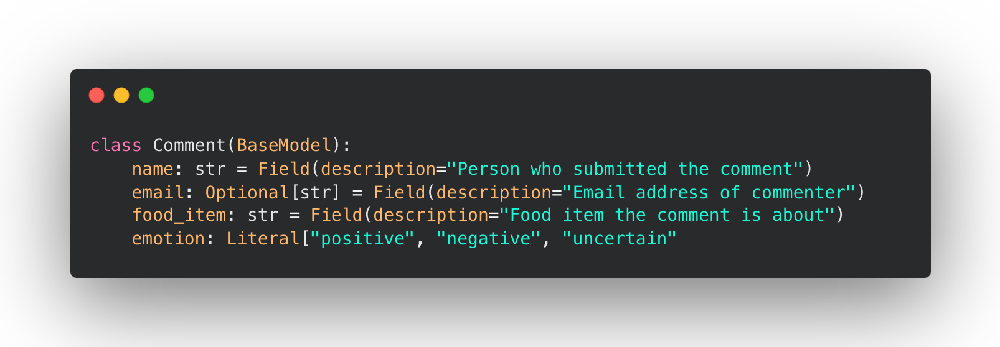 class Comment(BaseModel):
    name: str = Field(description="Person who submitted the comment")
    email: Optional[str] = Field(description="Email address of commenter")
    food_item: str = Field(description="Food item the comment is about")
    emotion: Literal["positive", "negative", "uncertain"